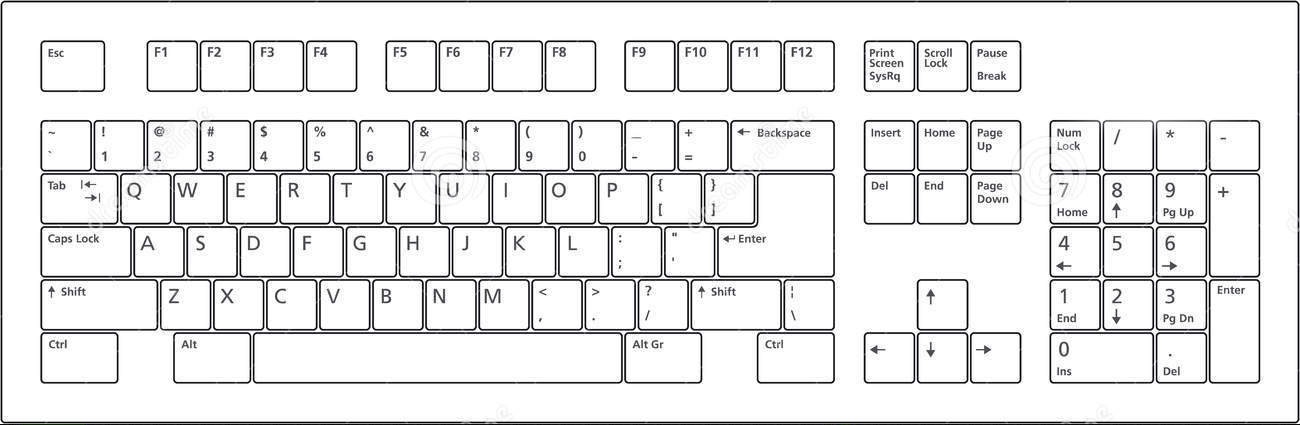 Esc F1 F2 F3 F4 F5 F6 F7 F8 F9 F10 F11 F12 Print Screen SysRq Scroll Lock Pause Break
~ ` ! 1 @ 2 # 3 $ 4 % 5 ^ 6 & 7 * 8 ( 9 ) 0 _ - + = ← Backspace Insert Home Page Up Num Lock / * -
Tab |← →| Q W E R T Y U I O P { [ } ] Del End Page Down 7 Home 8 ↑ 9 Pg Up +
Caps Lock A S D F G H J K L : ; " ' ↵ Enter 4 ← 5 6 →
↑ Shift Z X C V B N M < , > . ? / ↑ Shift ¦ \ ↑ 1 End 2 ↓ 3 Pg Dn Enter
Ctrl Alt Alt Gr Ctrl ← ↓ → 0 Ins . Del